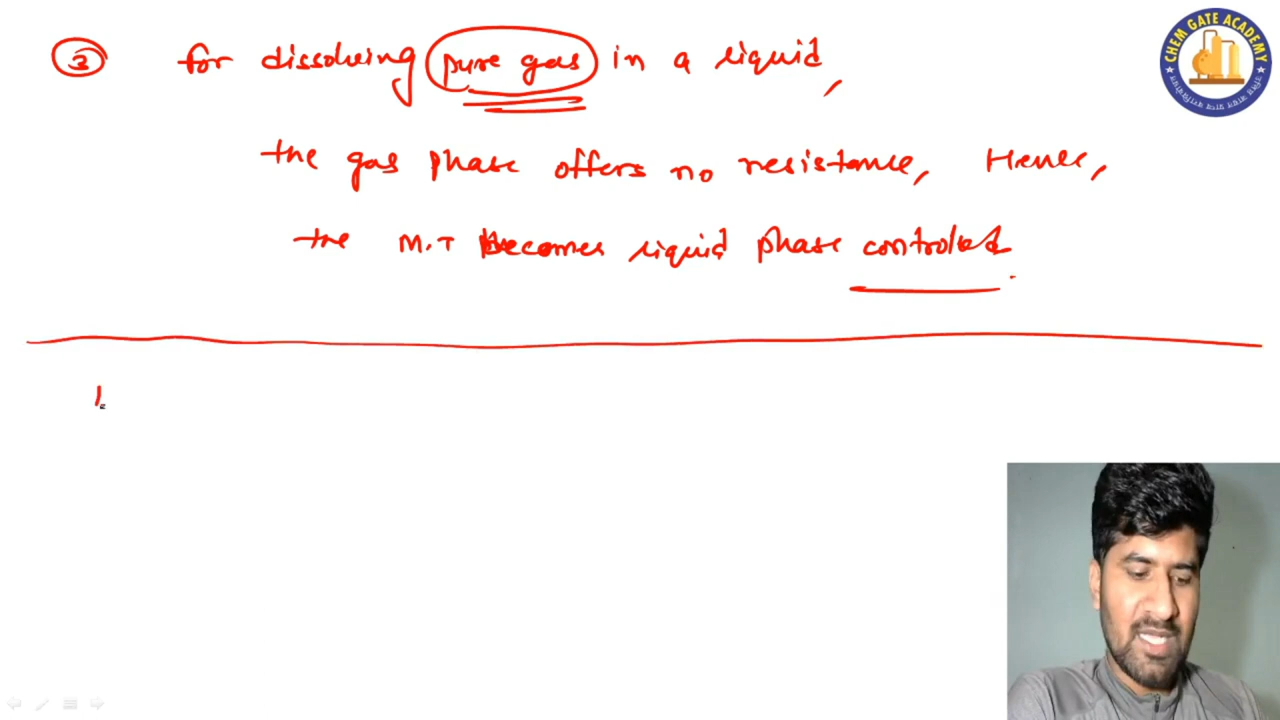 3 for dissolving pure gas in a liquid,
the gas phase offers no resistance, Hence,
the M.T becomes liquid phase controled.
CHEM GATE ACADEMY